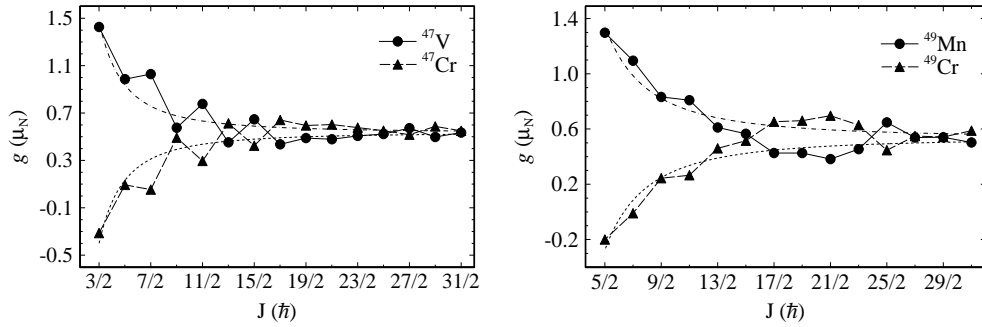 1.5
1.1
0.7
0.3
-0.1
-0.5
g (μN)
⁴⁷V
⁴⁷Cr
3/2 7/2 11/2 15/2 19/2 23/2 27/2 31/2
J (ℏ)
1.4
1.0
0.6
0.2
-0.2
g (μN)
⁴⁹Mn
⁴⁹Cr
5/2 9/2 13/2 17/2 21/2 25/2 29/2
J (ℏ)